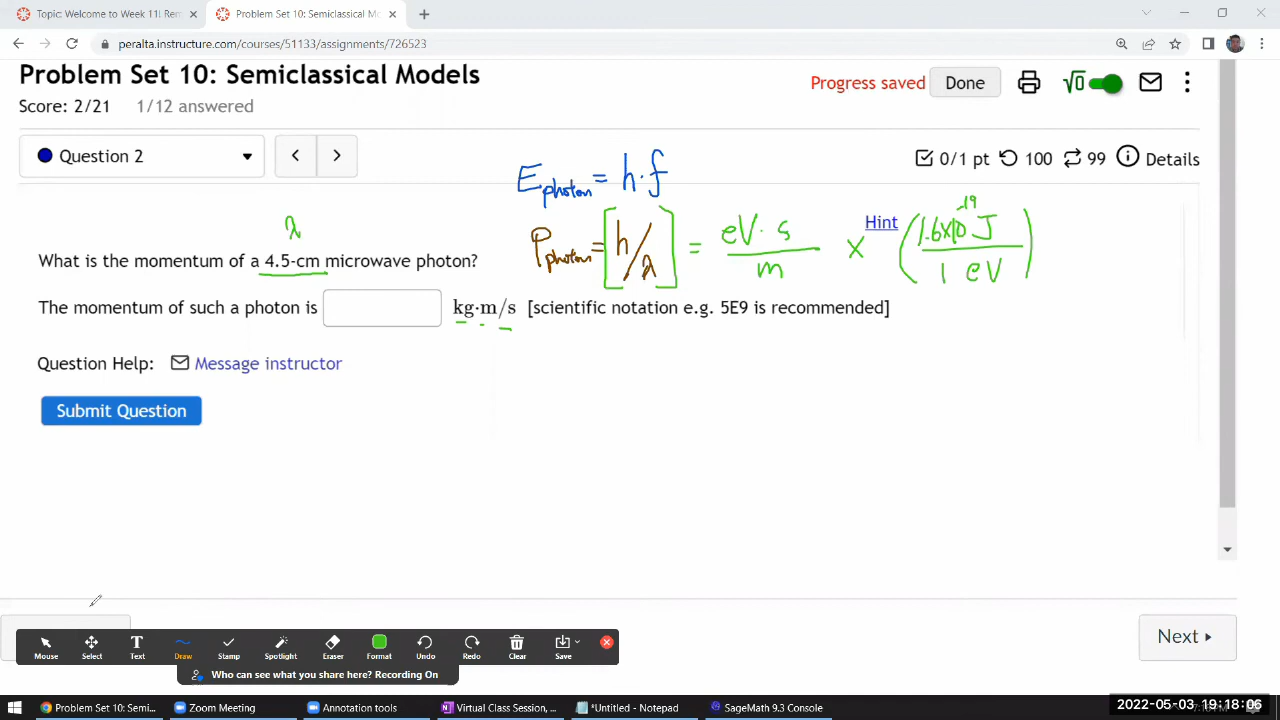 Topic: Welcome to Week 11! Ren
Problem Set 10: Semiclassical Mo
peralta.instructure.com/courses/51133/assignments/726523
Problem Set 10: Semiclassical Models
Score: 2/21 1/12 answered
Progress saved Done √0
Question 2
0/1 pt 100 99 Details
E photon = h · f
λ
P photon = [h/λ] = eV · s / m × (1.6×10^-19 J / 1 eV)
Hint
What is the momentum of a 4.5-cm microwave photon?
The momentum of such a photon is kg·m/s [scientific notation e.g. 5E9 is recommended]
Question Help: Message instructor
Submit Question
Next
Mouse Select Text Draw Stamp Spotlight Eraser Format Undo Redo Clear Save
Who can see what you share here? Recording On
Problem Set 10: Semi... Zoom Meeting Annotation tools Virtual Class Session, ... *Untitled - Notepad SageMath 9.3 Console
2022-05-03 19:18:06